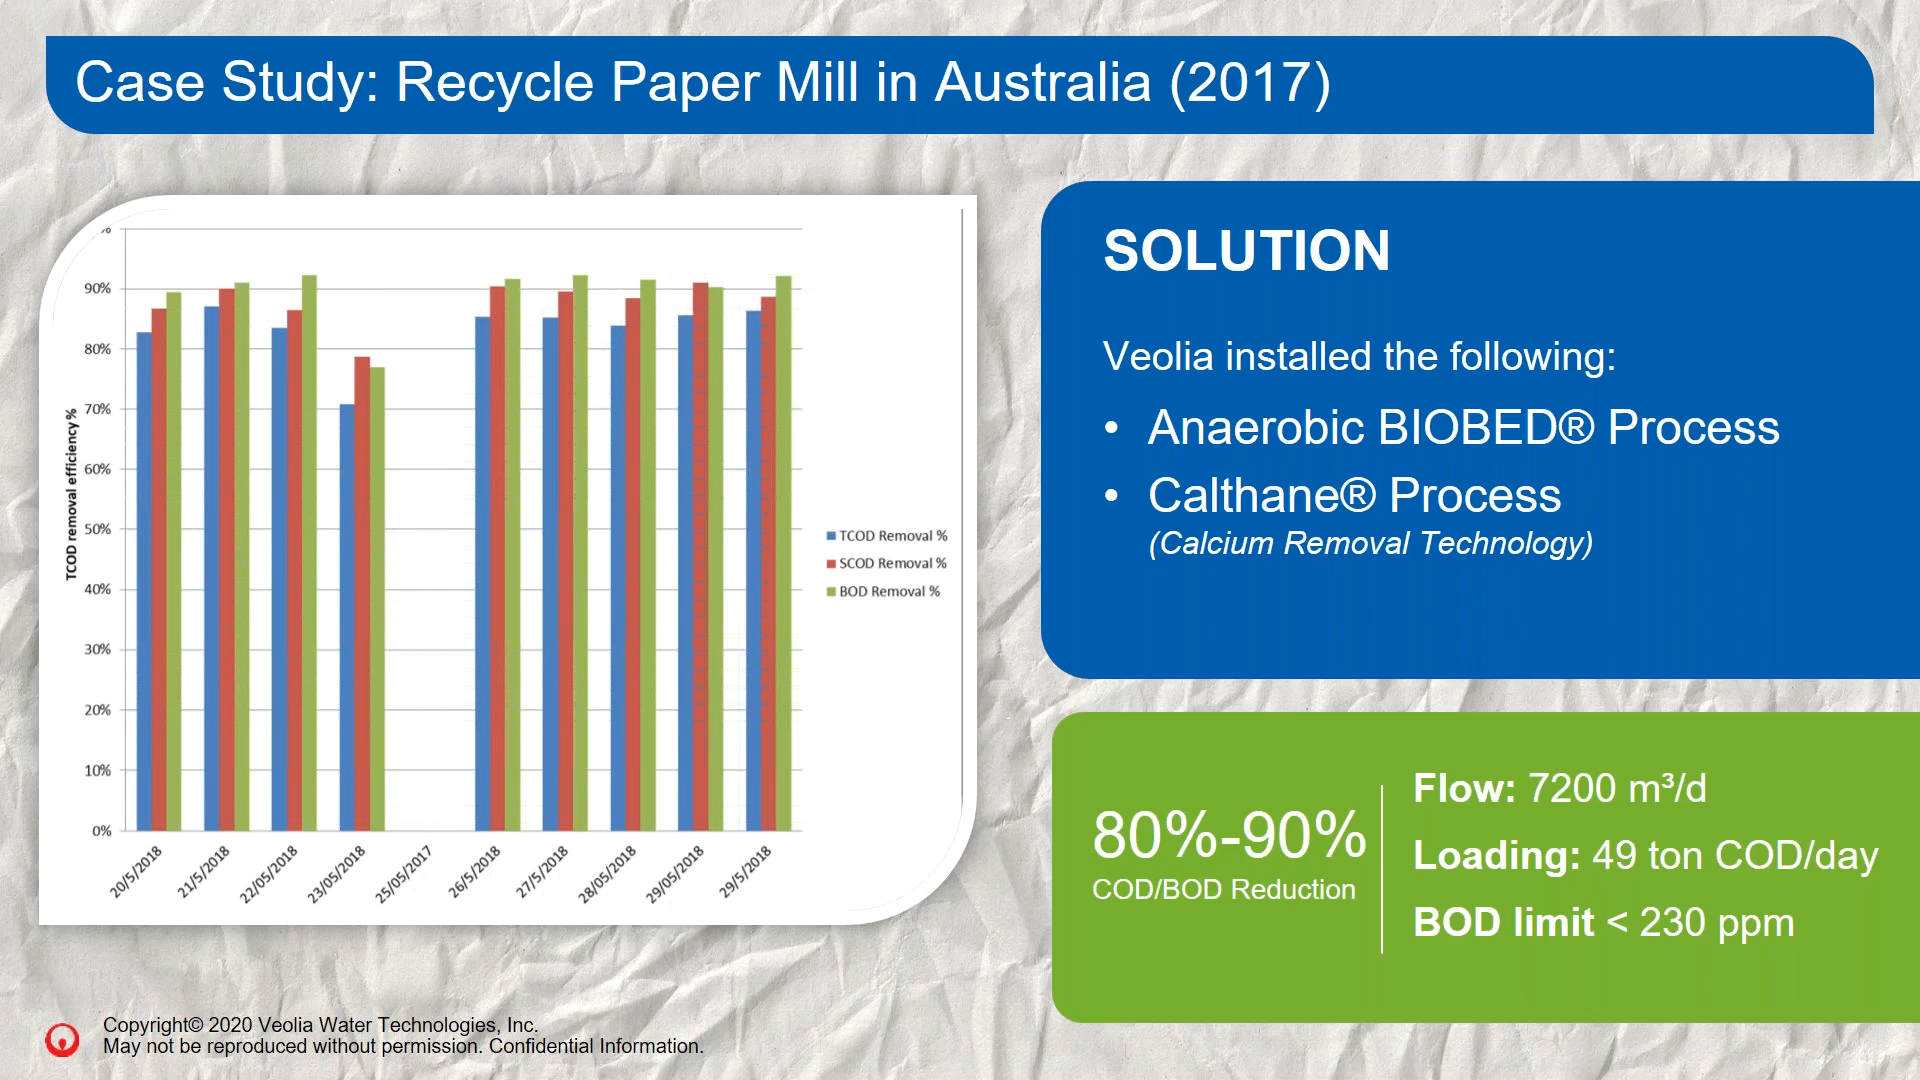 Case Study: Recycle Paper Mill in Australia (2017)
%
90%
80%
70%
60%
50%
40%
30%
20%
10%
0%
TCOD removal efficiency %
20/5/2018
21/5/2018
22/05/2018
23/05/2018
25/05/2017
26/5/2018
27/5/2018
28/05/2018
29/05/2018
29/5/2018
TCOD Removal %
SCOD Removal %
BOD Removal %
SOLUTION
Veolia installed the following:
• Anaerobic BIOBED® Process
• Calthane® Process
(Calcium Removal Technology)
80%-90%
COD/BOD Reduction
Flow: 7200 m³/d
Loading: 49 ton COD/day
BOD limit < 230 ppm
Copyright© 2020 Veolia Water Technologies, Inc.
May not be reproduced without permission. Confidential Information.